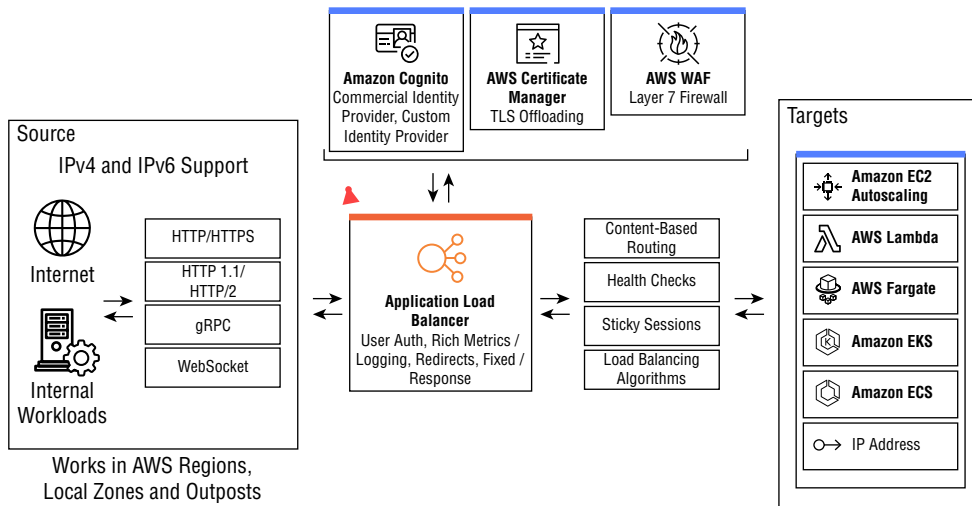 Amazon Cognito
Commercial Identity
Provider, Custom
Identity Provider
AWS Certificate
Manager
TLS Offloading
AWS WAF
Layer 7 Firewall
Source
IPv4 and IPv6 Support
Internet
Internal
Workloads
HTTP/HTTPS
HTTP 1.1/
HTTP/2
gRPC
WebSocket
Works in AWS Regions,
Local Zones and Outposts
Application Load
Balancer
User Auth, Rich Metrics /
Logging, Redirects, Fixed /
Response
Content-Based
Routing
Health Checks
Sticky Sessions
Load Balancing
Algorithms
Targets
Amazon EC2
Autoscaling
AWS Lambda
AWS Fargate
K
Amazon EKS
Amazon ECS
IP Address